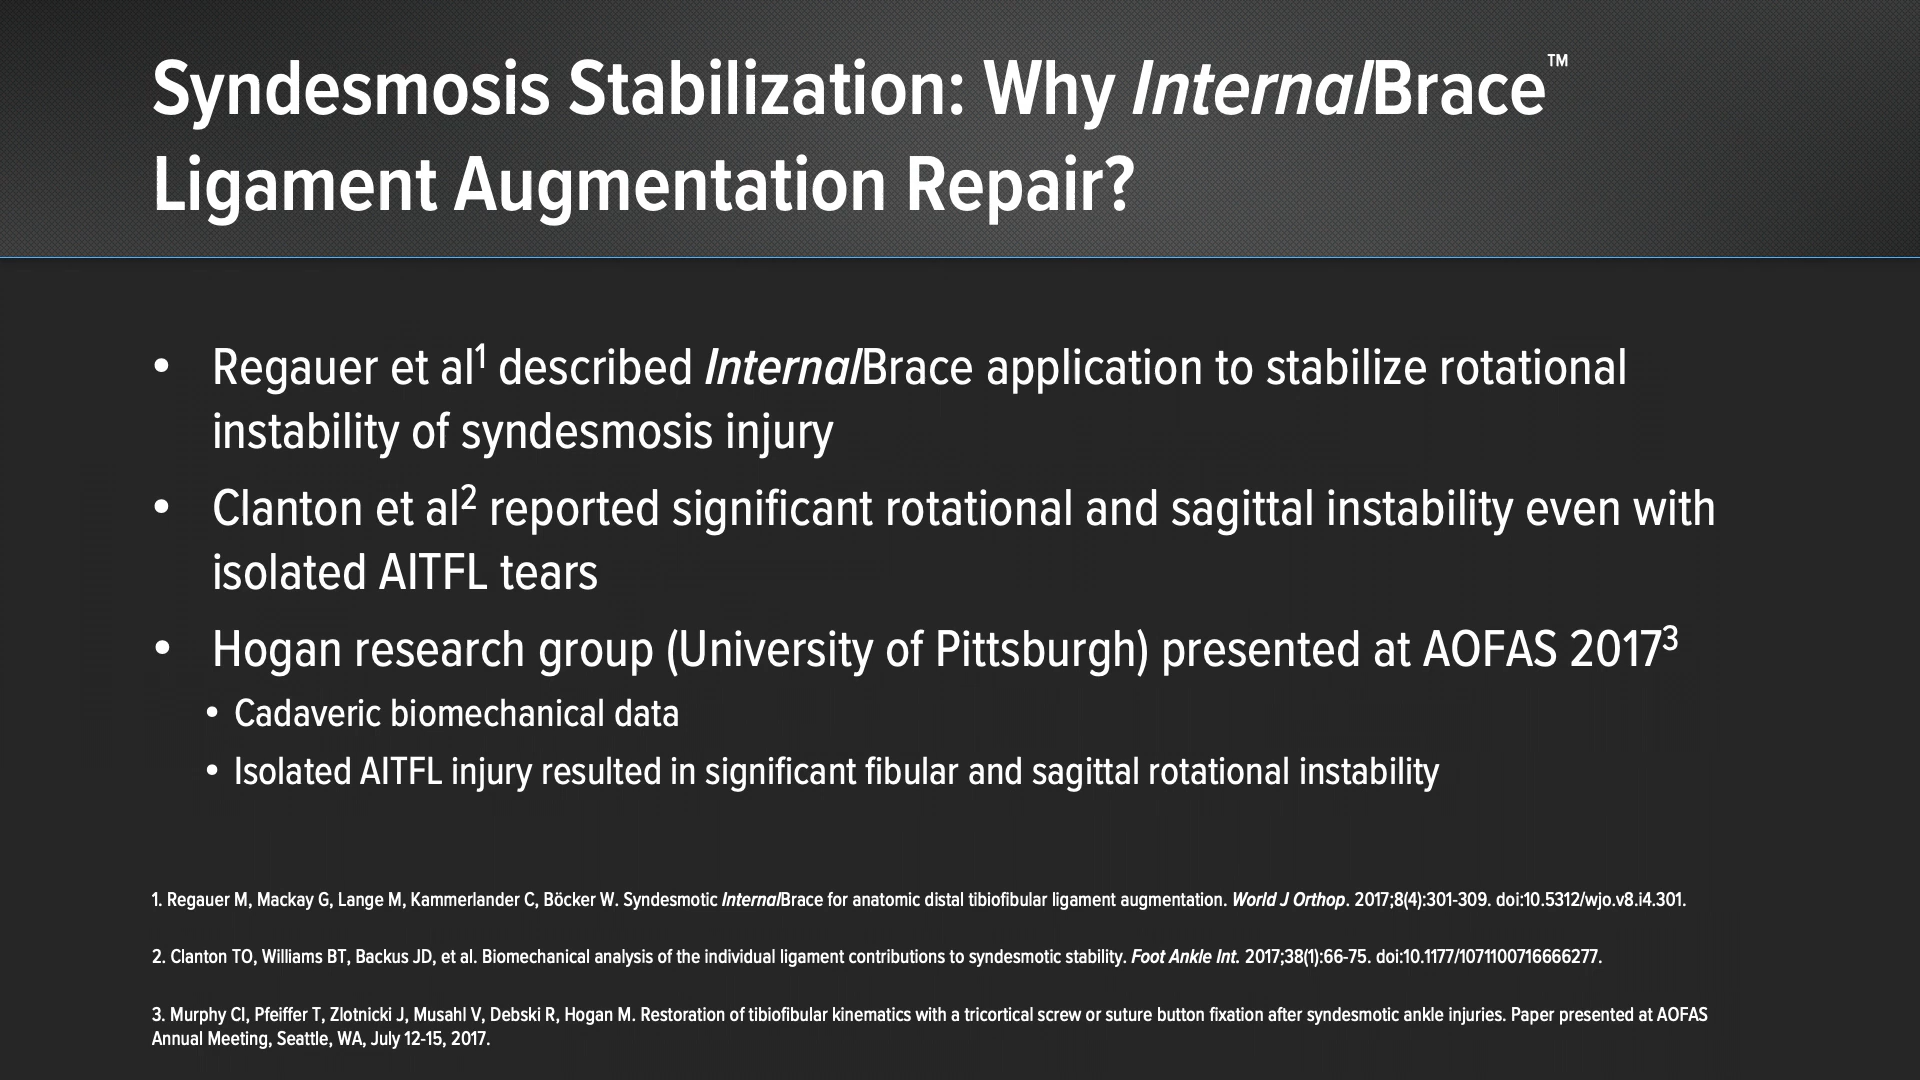 Syndesmosis Stabilization: Why InternalBrace™
Ligament Augmentation Repair?
• Regauer et al¹ described InternalBrace application to stabilize rotational
instability of syndesmosis injury
• Clanton et al² reported significant rotational and sagittal instability even with
isolated AITFL tears
• Hogan research group (University of Pittsburgh) presented at AOFAS 2017³
• Cadaveric biomechanical data
• Isolated AITFL injury resulted in significant fibular and sagittal rotational instability
1. Regauer M, Mackay G, Lange M, Kammerlander C, Böcker W. Syndesmotic InternalBrace for anatomic distal tibiofibular ligament augmentation. World J Orthop. 2017;8(4):301-309. doi:10.5312/wjo.v8.i4.301.
2. Clanton TO, Williams BT, Backus JD, et al. Biomechanical analysis of the individual ligament contributions to syndesmotic stability. Foot Ankle Int. 2017;38(1):66-75. doi:10.1177/1071100716666277.
3. Murphy CI, Pfeiffer T, Zlotnicki J, Musahl V, Debski R, Hogan M. Restoration of tibiofibular kinematics with a tricortical screw or suture button fixation after syndesmotic ankle injuries. Paper presented at AOFAS
Annual Meeting, Seattle, WA, July 12-15, 2017.